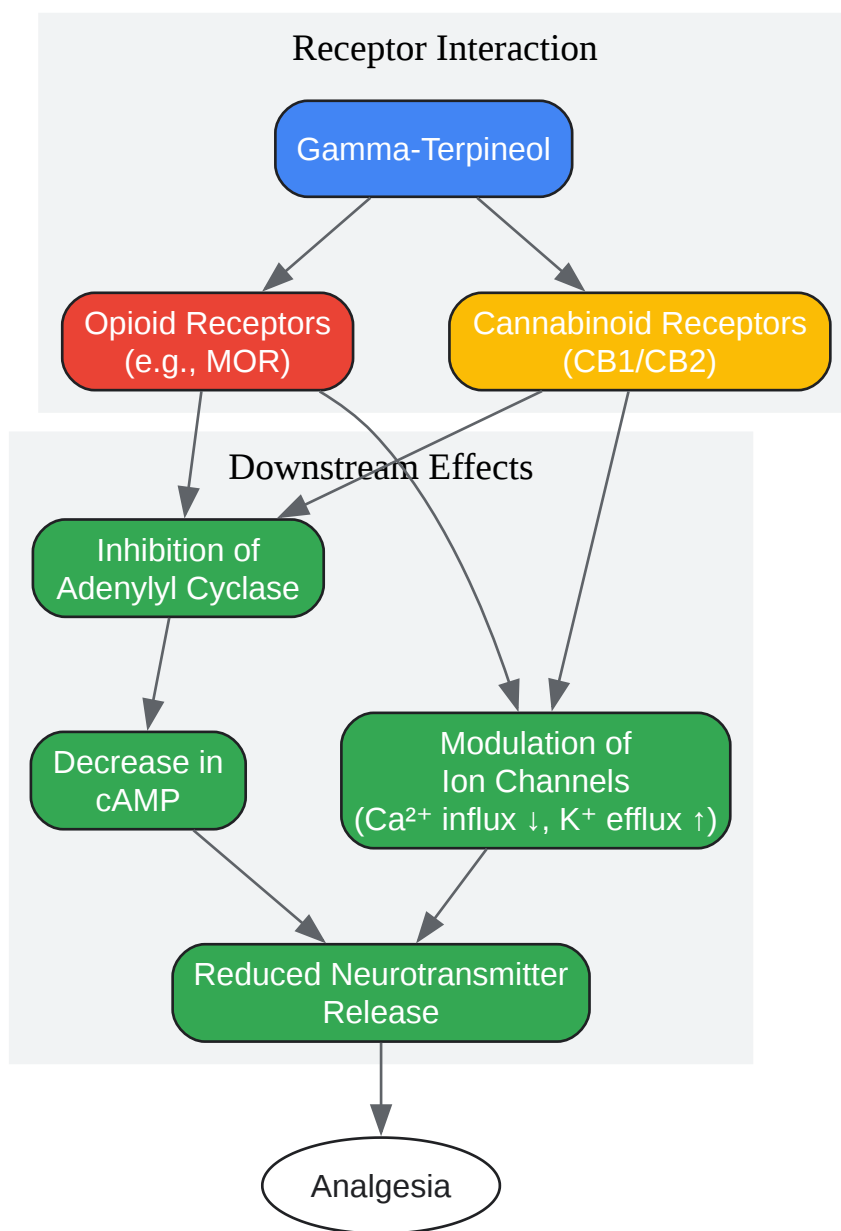 Receptor Interaction
Gamma-Terpineol
Opioid Receptors
(e.g., MOR)
Cannabinoid Receptors
(CB1/CB2)
Downstream Effects
Inhibition of
Adenylyl Cyclase
Decrease in
cAMP
Modulation of
Ion Channels
(Ca²⁺ influx ↓, K⁺ efflux ↑)
Reduced Neurotransmitter
Release
Analgesia